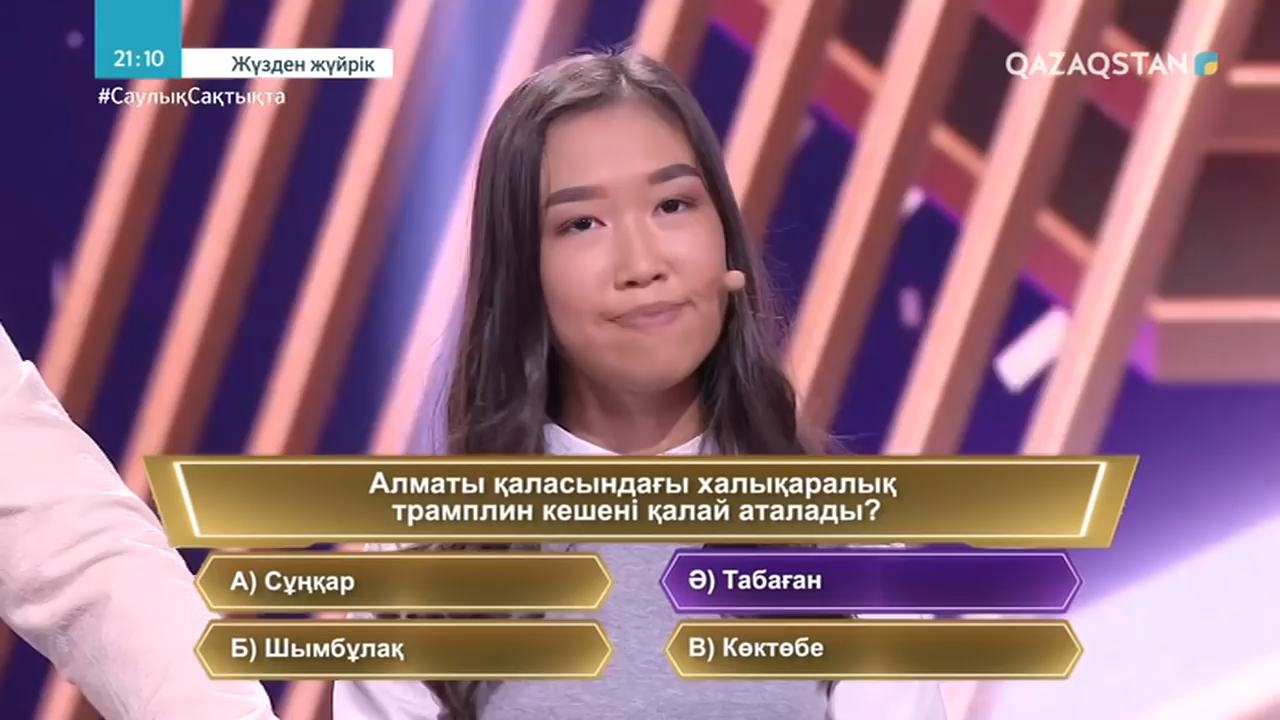 21:10
Жүзден жүйрік
QAZAQSTAN
#СаулықСақтықта
Алматы қаласындағы халықаралық
трамплин кешені қалай аталады?
А) Сұңқар
Ә) Табаған
Б) Шымбұлақ
В) Көктөбе